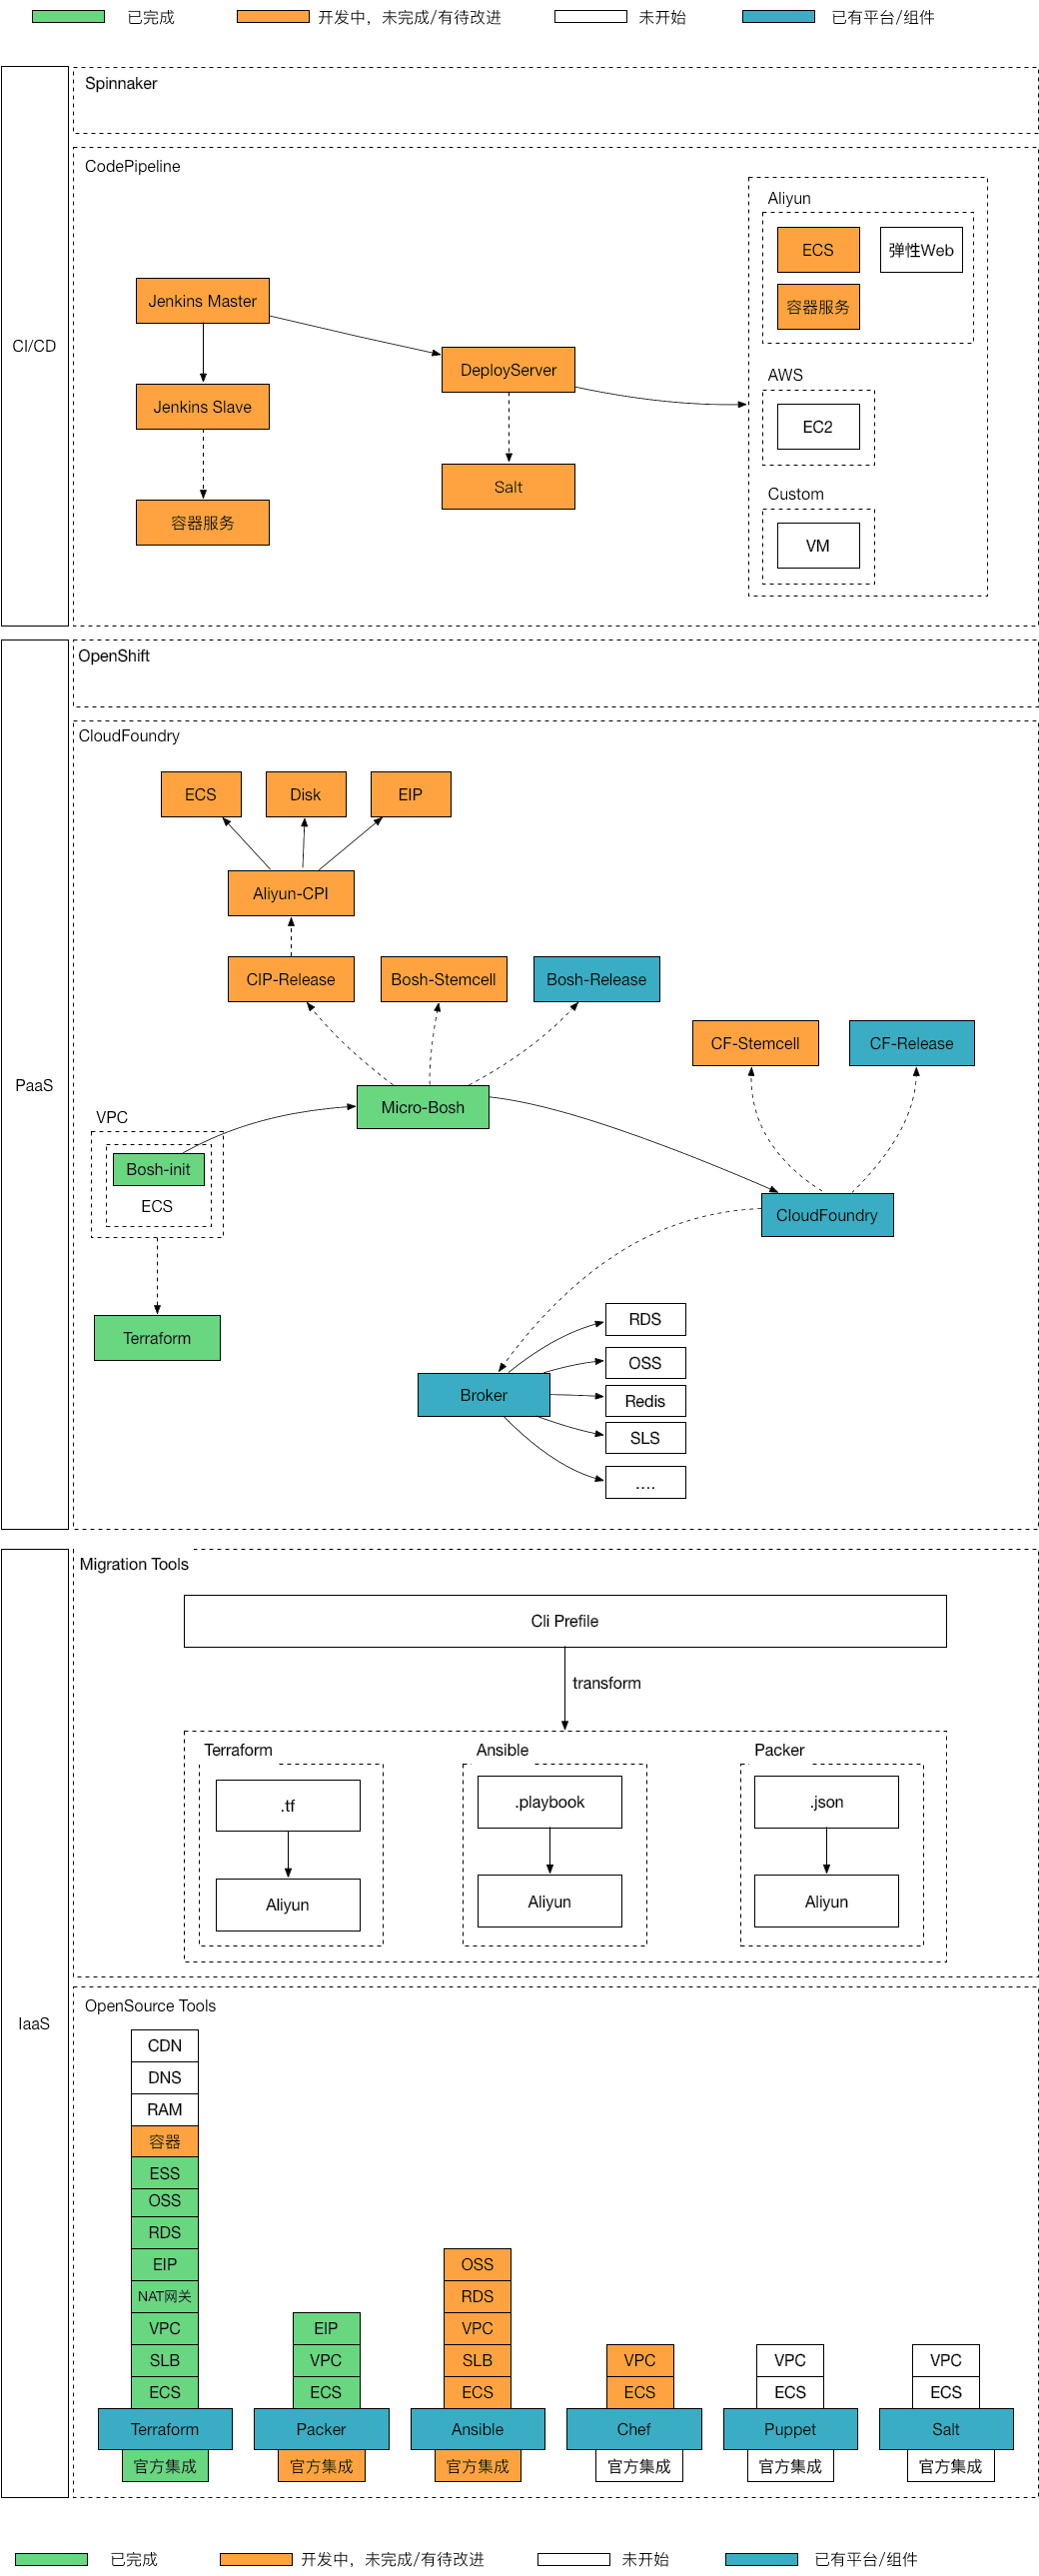 已完成
开发中，未完成/有待改进
未开始
已有平台/组件
CI/CD
Spinnaker
CodePipeline
Aliyun
ECS
弹性Web
容器服务
Jenkins Master
DeployServer
AWS
Jenkins Slave
EC2
Salt
Custom
容器服务
VM
PaaS
OpenShift
CloudFoundry
ECS
Disk
EIP
Aliyun-CPI
CIP-Release
Bosh-Stemcell
Bosh-Release
CF-Stemcell
CF-Release
Micro-Bosh
VPC
Bosh-init
ECS
CloudFoundry
Terraform
RDS
OSS
Broker
Redis
SLS
....
IaaS
Migration Tools
Cli Prefile
transform
Terraform
Ansible
Packer
.tf
.playbook
.json
Aliyun
Aliyun
Aliyun
OpenSource Tools
CDN
DNS
RAM
容器
ESS
OSS
RDS
EIP
NAT网关
VPC
SLB
ECS
Terraform
官方集成
EIP
VPC
ECS
Packer
官方集成
OSS
RDS
VPC
SLB
ECS
Ansible
官方集成
VPC
ECS
Chef
官方集成
VPC
ECS
Puppet
官方集成
VPC
ECS
Salt
官方集成
已完成
开发中，未完成/有待改进
未开始
已有平台/组件